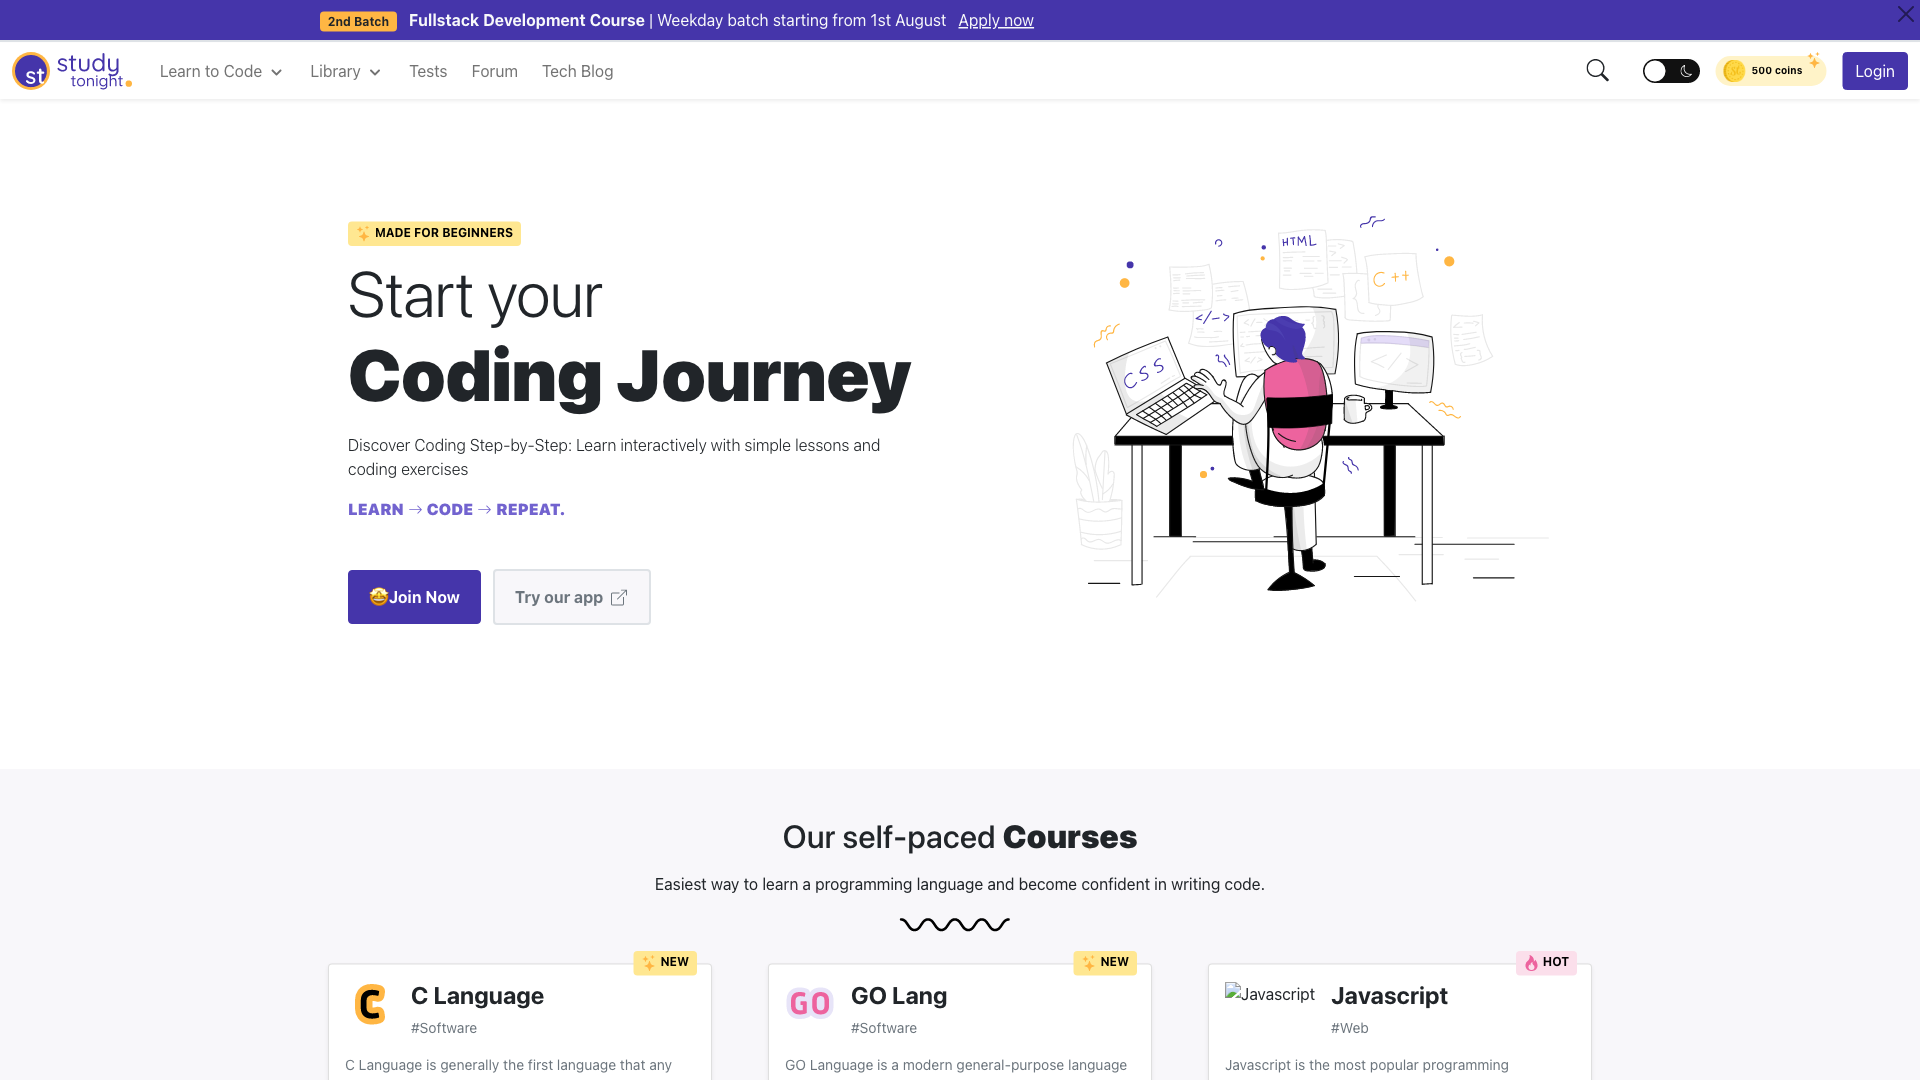 2nd Batch Fullstack Development Course | Weekday batch starting from 1st August Apply now
st study tonight
Learn to Code Library Tests Forum Tech Blog 500 coins Login
MADE FOR BEGINNERS
Start your
Coding Journey
Discover Coding Step-by-Step: Learn interactively with simple lessons and
coding exercises
LEARN → CODE → REPEAT.
🤩Join Now Try our app
HTML
C ++
</->
CSS
</>
Our self-paced Courses
Easiest way to learn a programming language and become confident in writing code.
NEW
C Language
#Software
C Language is generally the first language that any
NEW
GO GO Lang
#Software
GO Language is a modern general-purpose language
HOT
Javascript Javascript
#Web
Javascript is the most popular programming